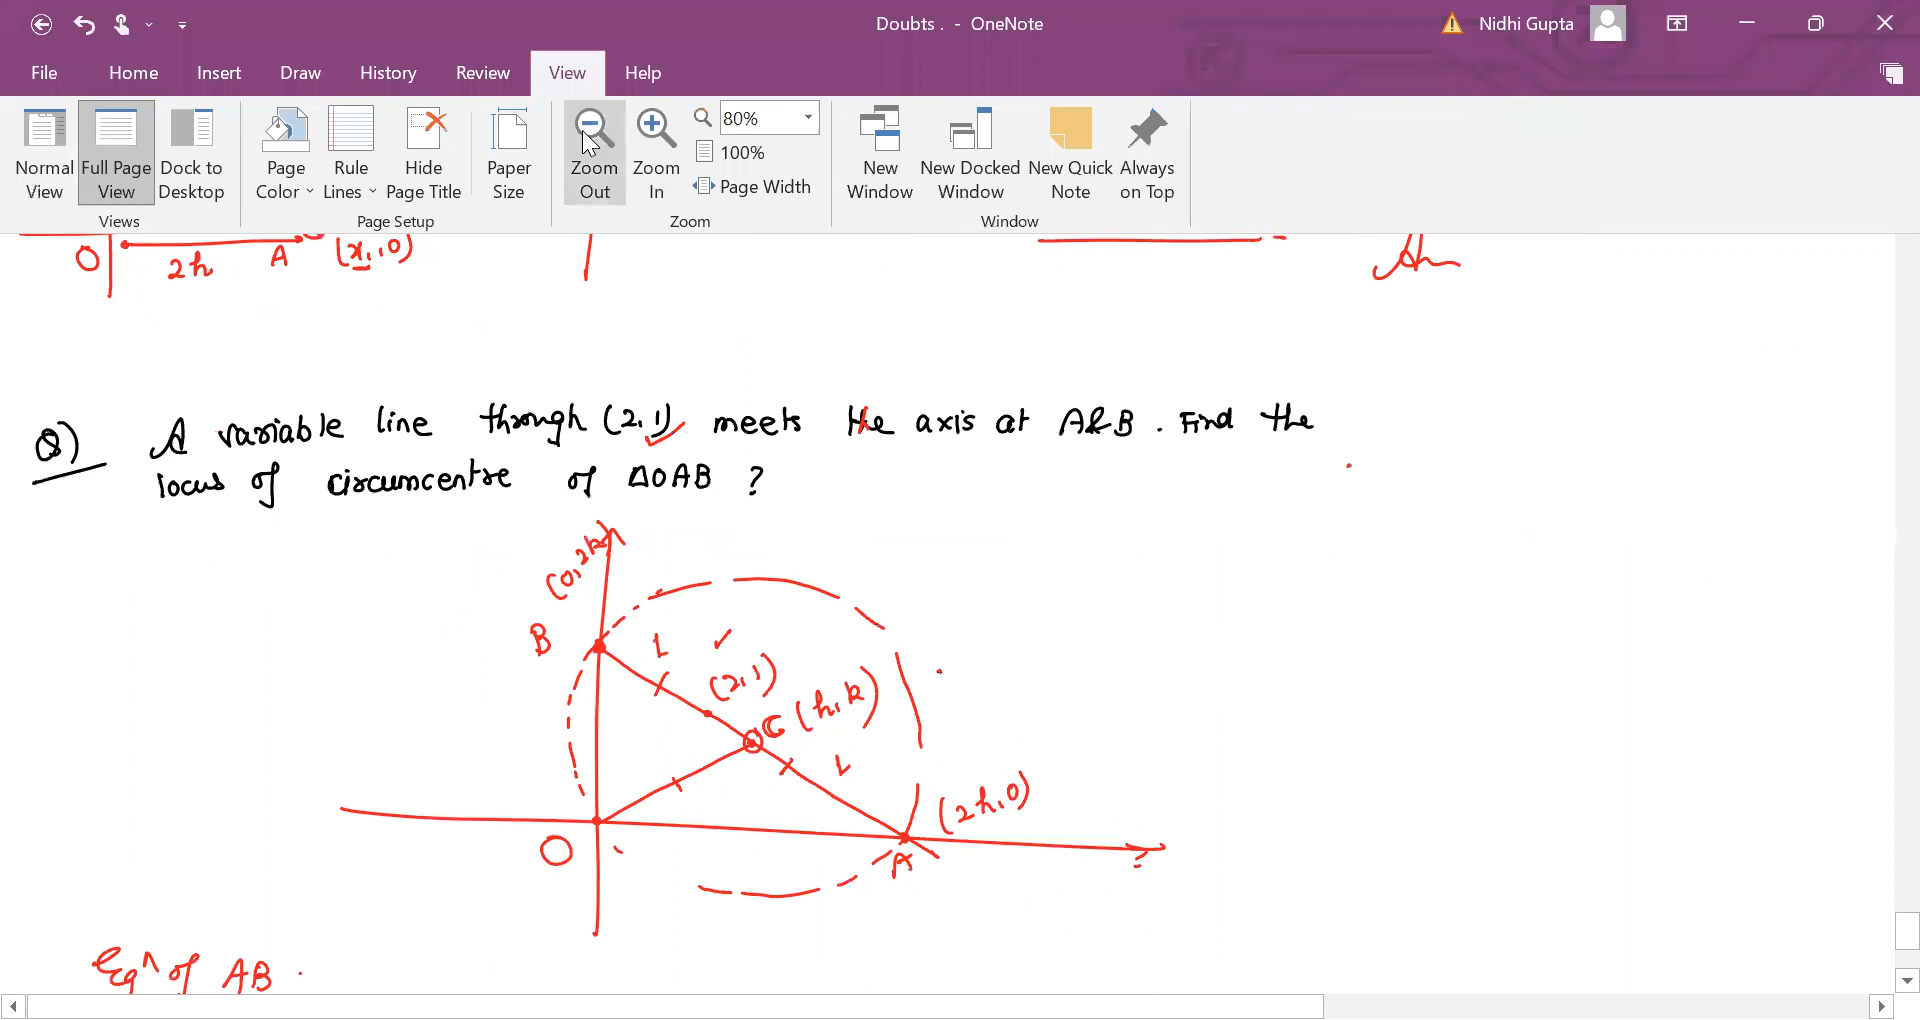 Doubts . - OneNote
Nidhi Gupta
File Home Insert Draw History Review View Help
Normal View
Full Page View
Dock to Desktop
Page Color
Rule Lines
Hide Page Title
Paper Size
Zoom Out
Zoom In
80%
100%
Page Width
New Window
New Docked Window
New Quick Note
Always on Top
Views
Page Setup
Zoom
Window
O 2h A (x₁,0)
Q) A variable line through (2,1) meets the axis at A&B. Find the
locus of circumcentre of ΔOAB ?
(0,2k)
B
L
(2,1)
C (h,k)
L
(2h,0)
O
A
Eqn of AB.